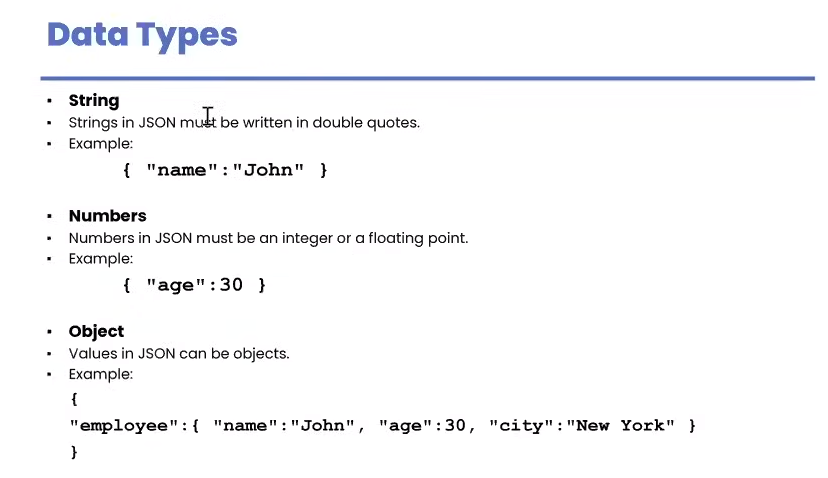 Data Types
▪ String
▪ Strings in JSON must be written in double quotes.
▪ Example:
{ "name":"John" }
▪ Numbers
▪ Numbers in JSON must be an integer or a floating point.
▪ Example:
{ "age":30 }
▪ Object
▪ Values in JSON can be objects.
▪ Example:
{
"employee":{ "name":"John", "age":30, "city":"New York" }
}